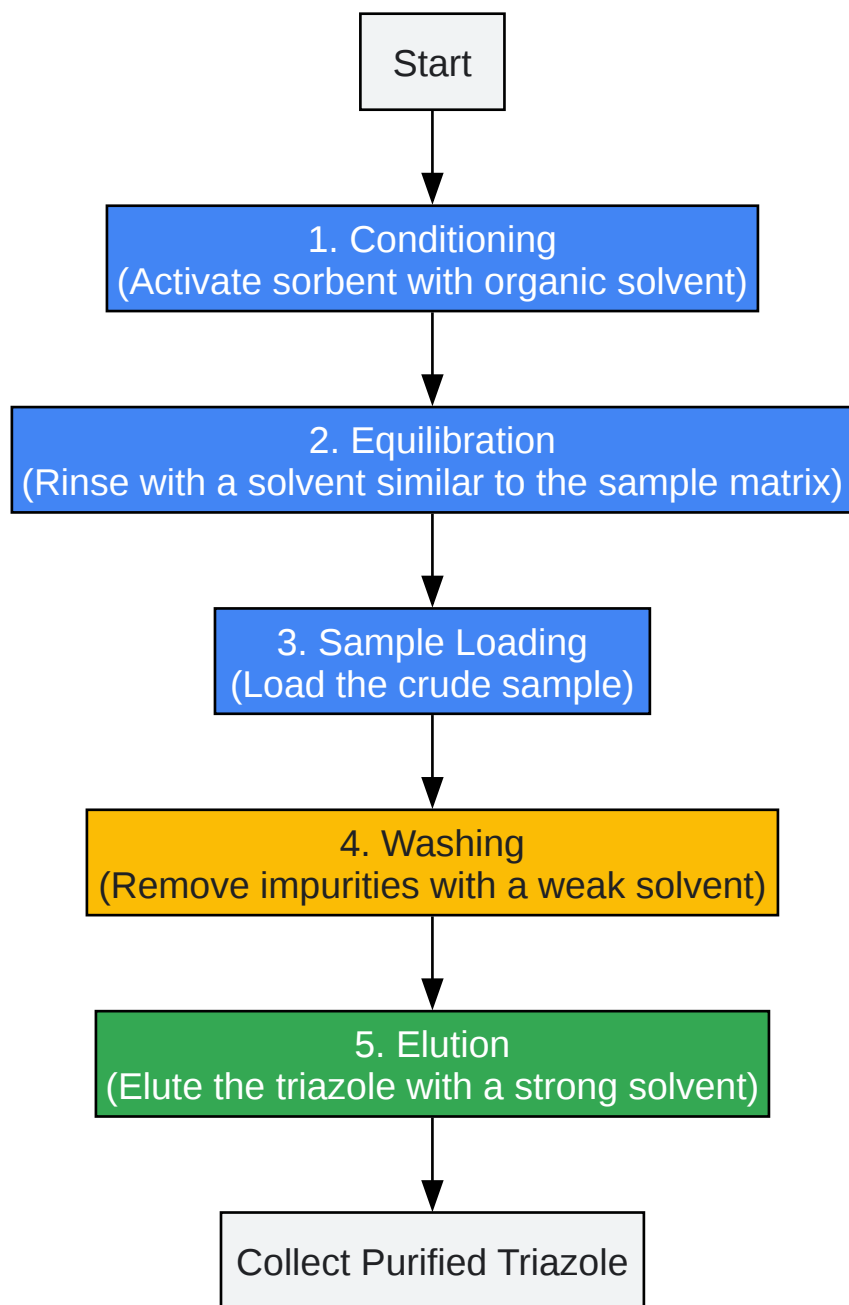 Start
1. Conditioning
(Activate sorbent with organic solvent)
2. Equilibration
(Rinse with a solvent similar to the sample matrix)
3. Sample Loading
(Load the crude sample)
4. Washing
(Remove impurities with a weak solvent)
5. Elution
(Elute the triazole with a strong solvent)
Collect Purified Triazole